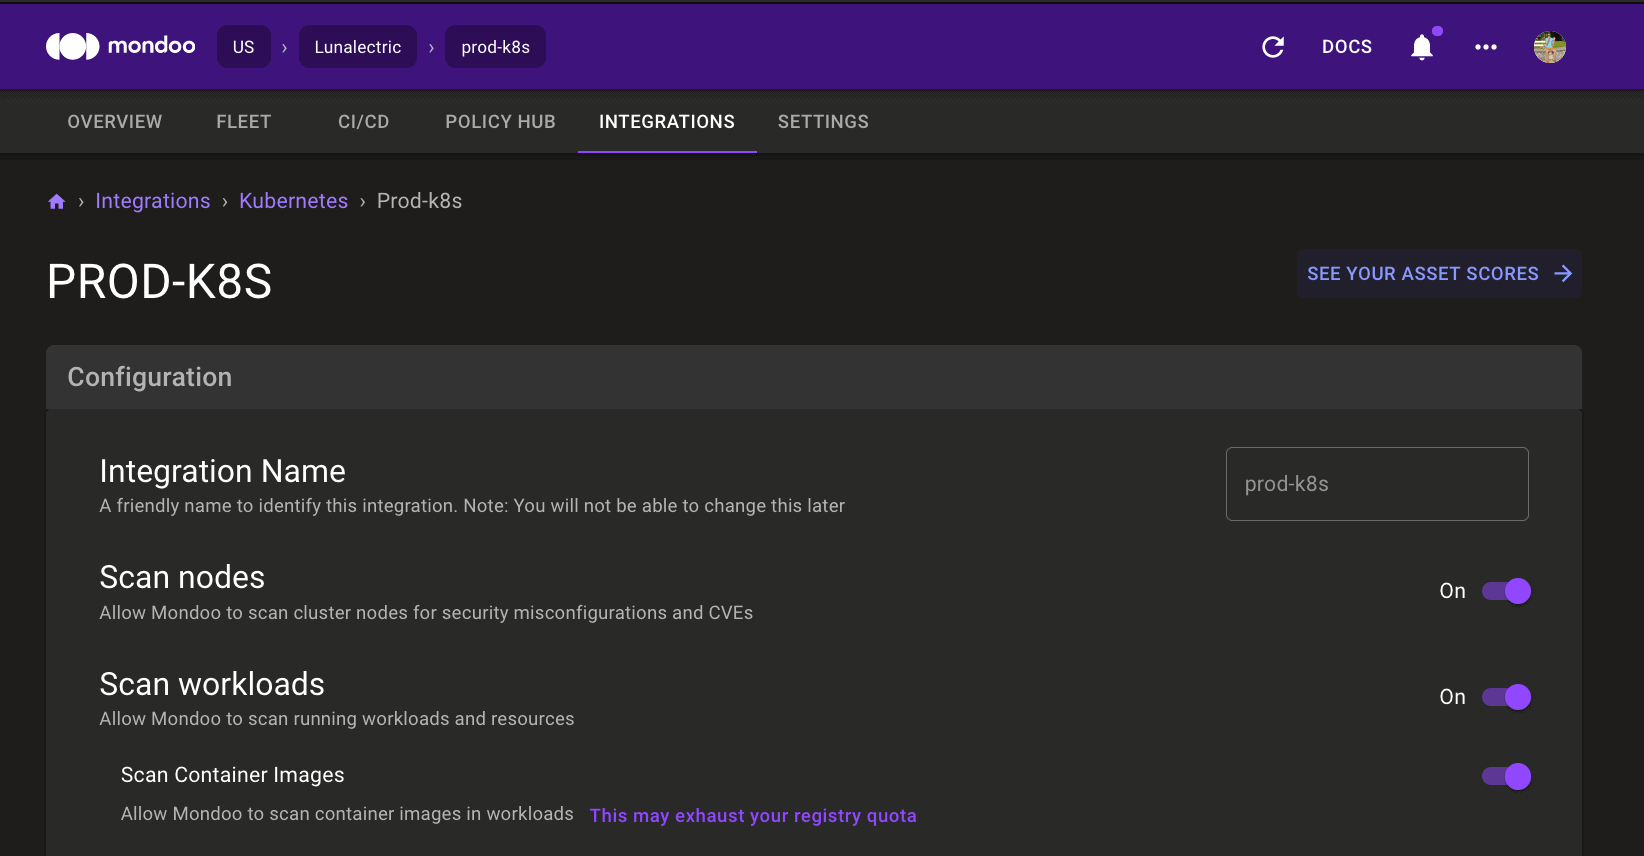 mondoo US › Lunalectric › prod-k8s DOCS
OVERVIEW FLEET CI/CD POLICY HUB INTEGRATIONS SETTINGS
› Integrations › Kubernetes › Prod-k8s
PROD-K8S
SEE YOUR ASSET SCORES →
Configuration
Integration Name
A friendly name to identify this integration. Note: You will not be able to change this later
prod-k8s
Scan nodes
Allow Mondoo to scan cluster nodes for security misconfigurations and CVEs
On
Scan workloads
Allow Mondoo to scan running workloads and resources
On
Scan Container Images
Allow Mondoo to scan container images in workloads This may exhaust your registry quota